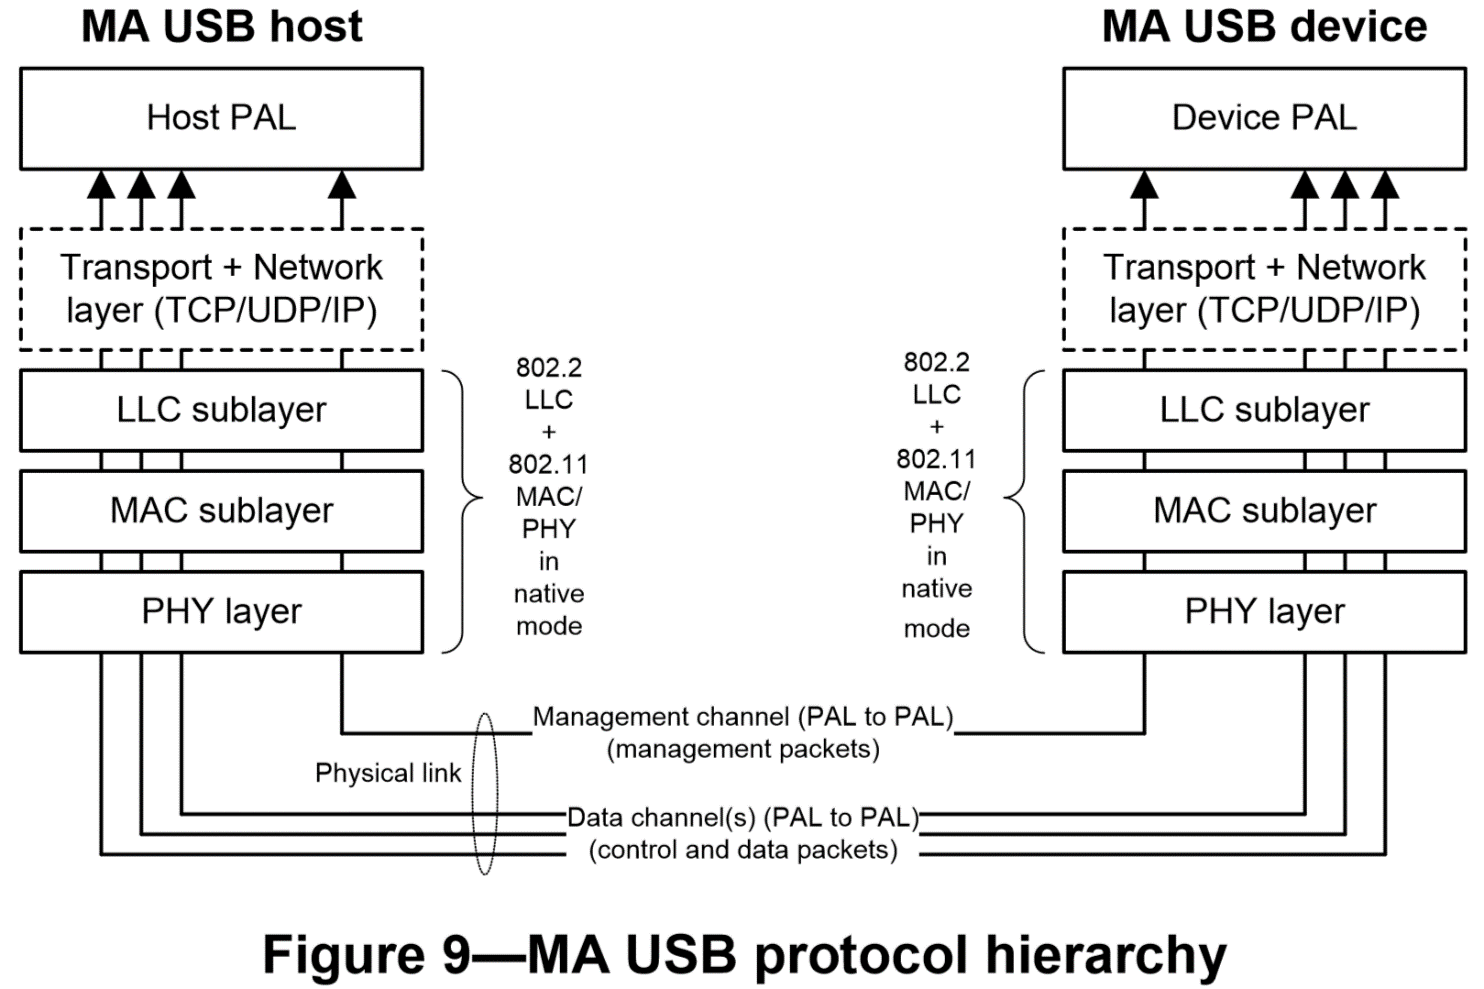 MA USB host
MA USB device
Host PAL
Device PAL
Transport + Network
layer (TCP/UDP/IP)
Transport + Network
layer (TCP/UDP/IP)
LLC sublayer
MAC sublayer
PHY layer
802.2
LLC
+
802.11
MAC/
PHY
in
native
mode
802.2
LLC
+
802.11
MAC/
PHY
in
native
mode
LLC sublayer
MAC sublayer
PHY layer
Management channel (PAL to PAL)
(management packets)
Physical link
Data channel(s) (PAL to PAL)
(control and data packets)
Figure 9—MA USB protocol hierarchy